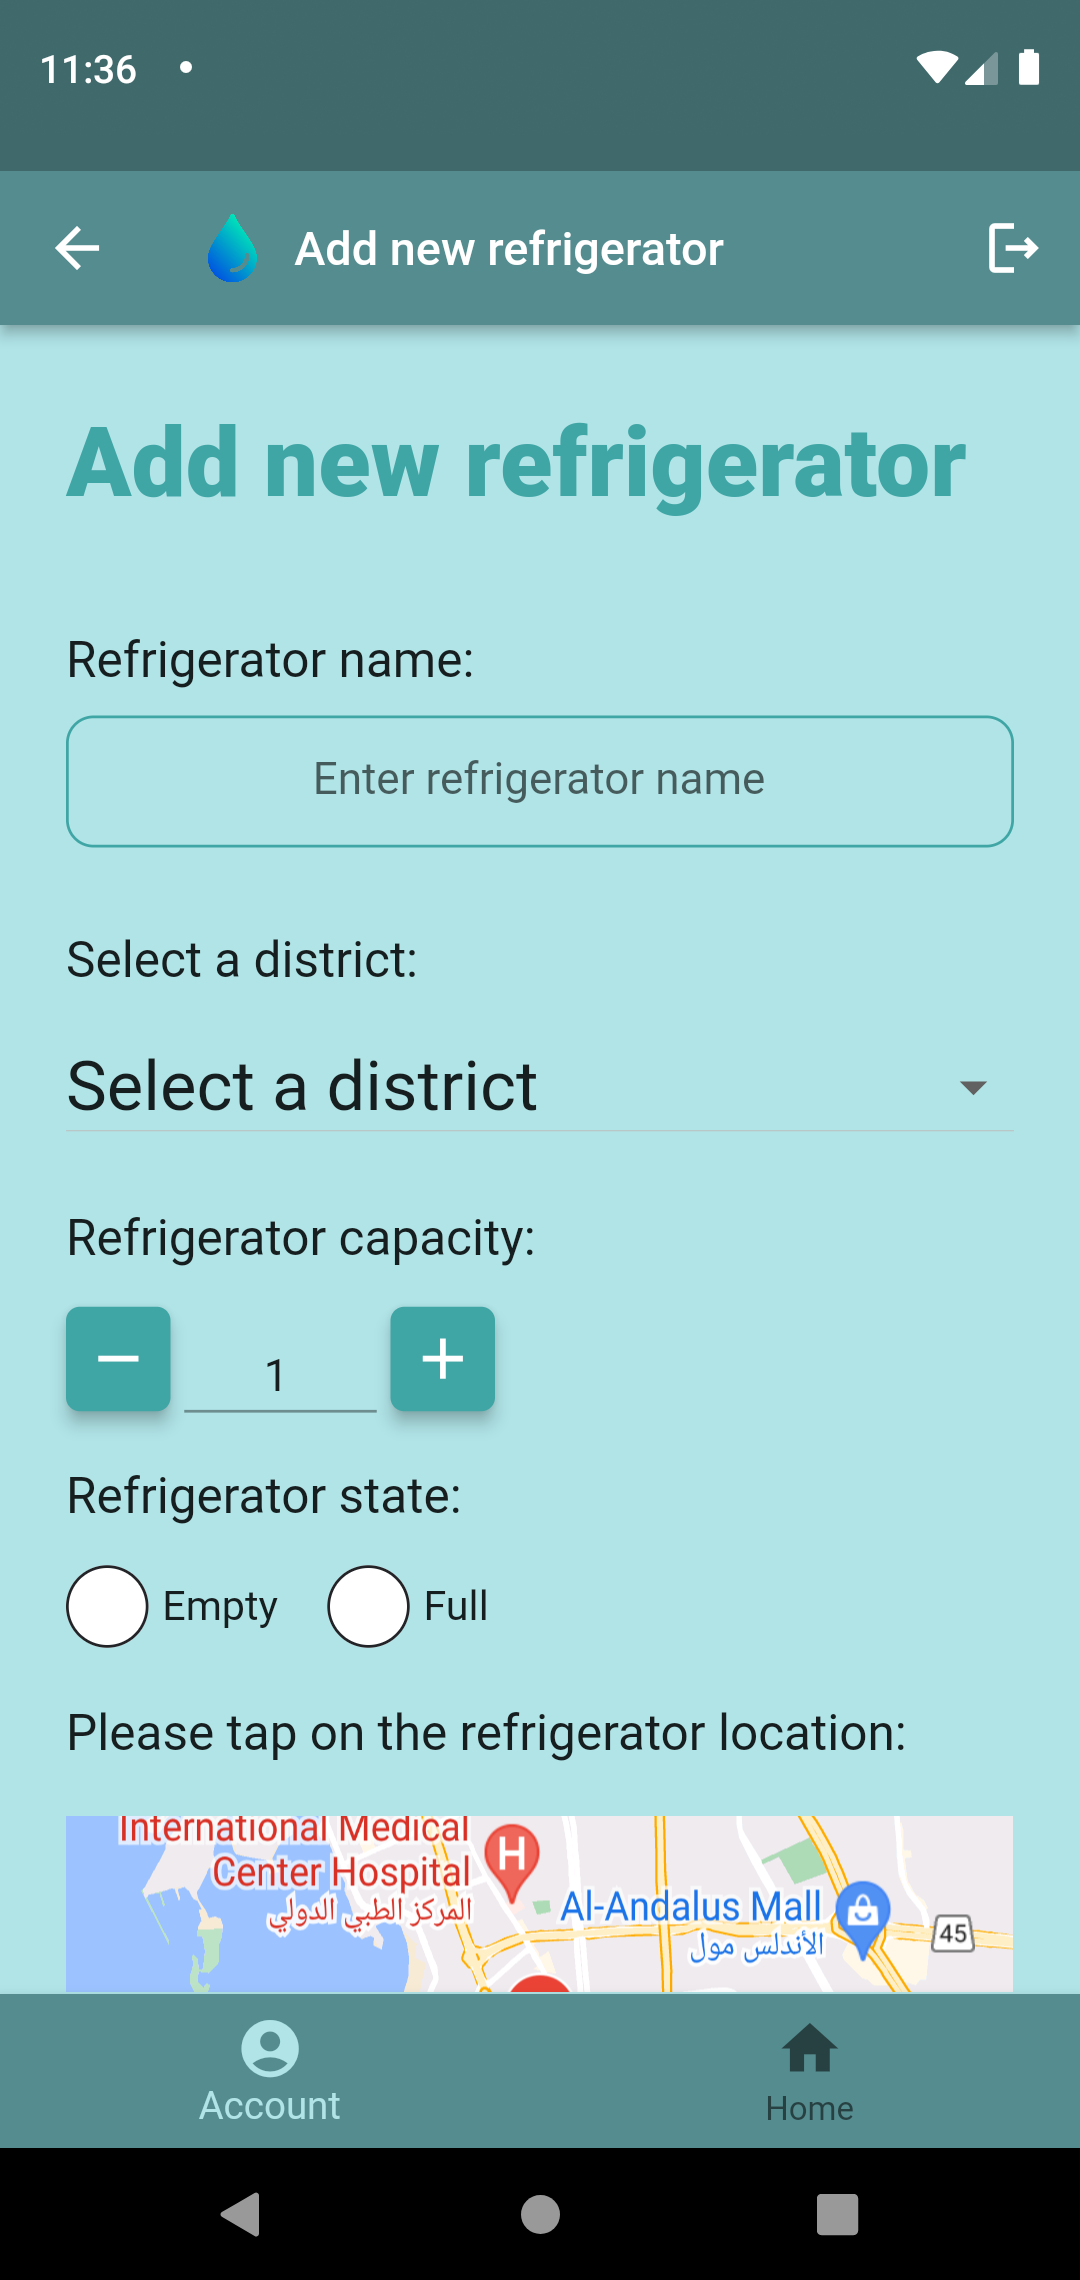 11:36
Add new refrigerator
Add new refrigerator
Refrigerator name:
Enter refrigerator name
Select a district:
Select a district
Refrigerator capacity:
1
Refrigerator state:
Empty
Full
Please tap on the refrigerator location:
International Medical
Center Hospital
المركز الطبي الدولي
H
Al-Andalus Mall
الأندلس مول
45
Account
Home